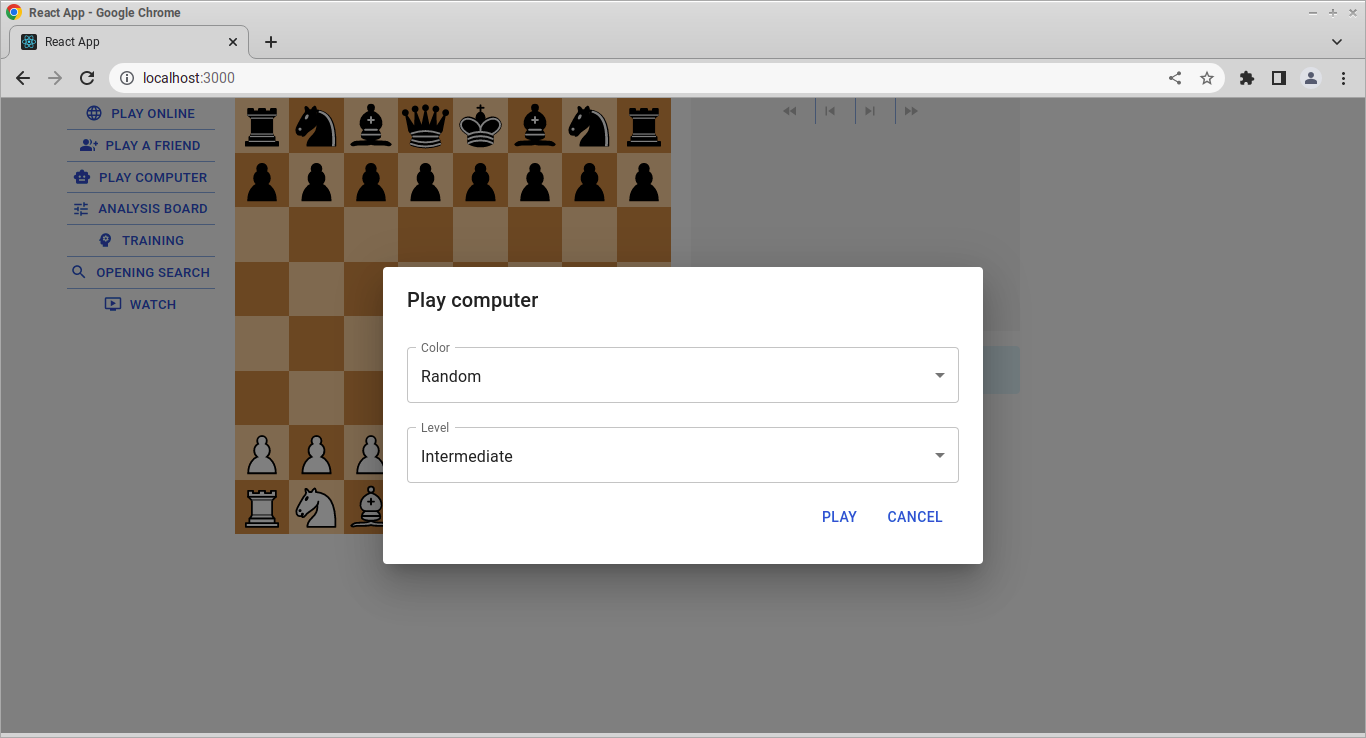 React App - Google Chrome
React App
localhost:3000
PLAY ONLINE
PLAY A FRIEND
PLAY COMPUTER
ANALYSIS BOARD
TRAINING
OPENING SEARCH
WATCH
Play computer
Color
Random
Level
Intermediate
PLAY CANCEL